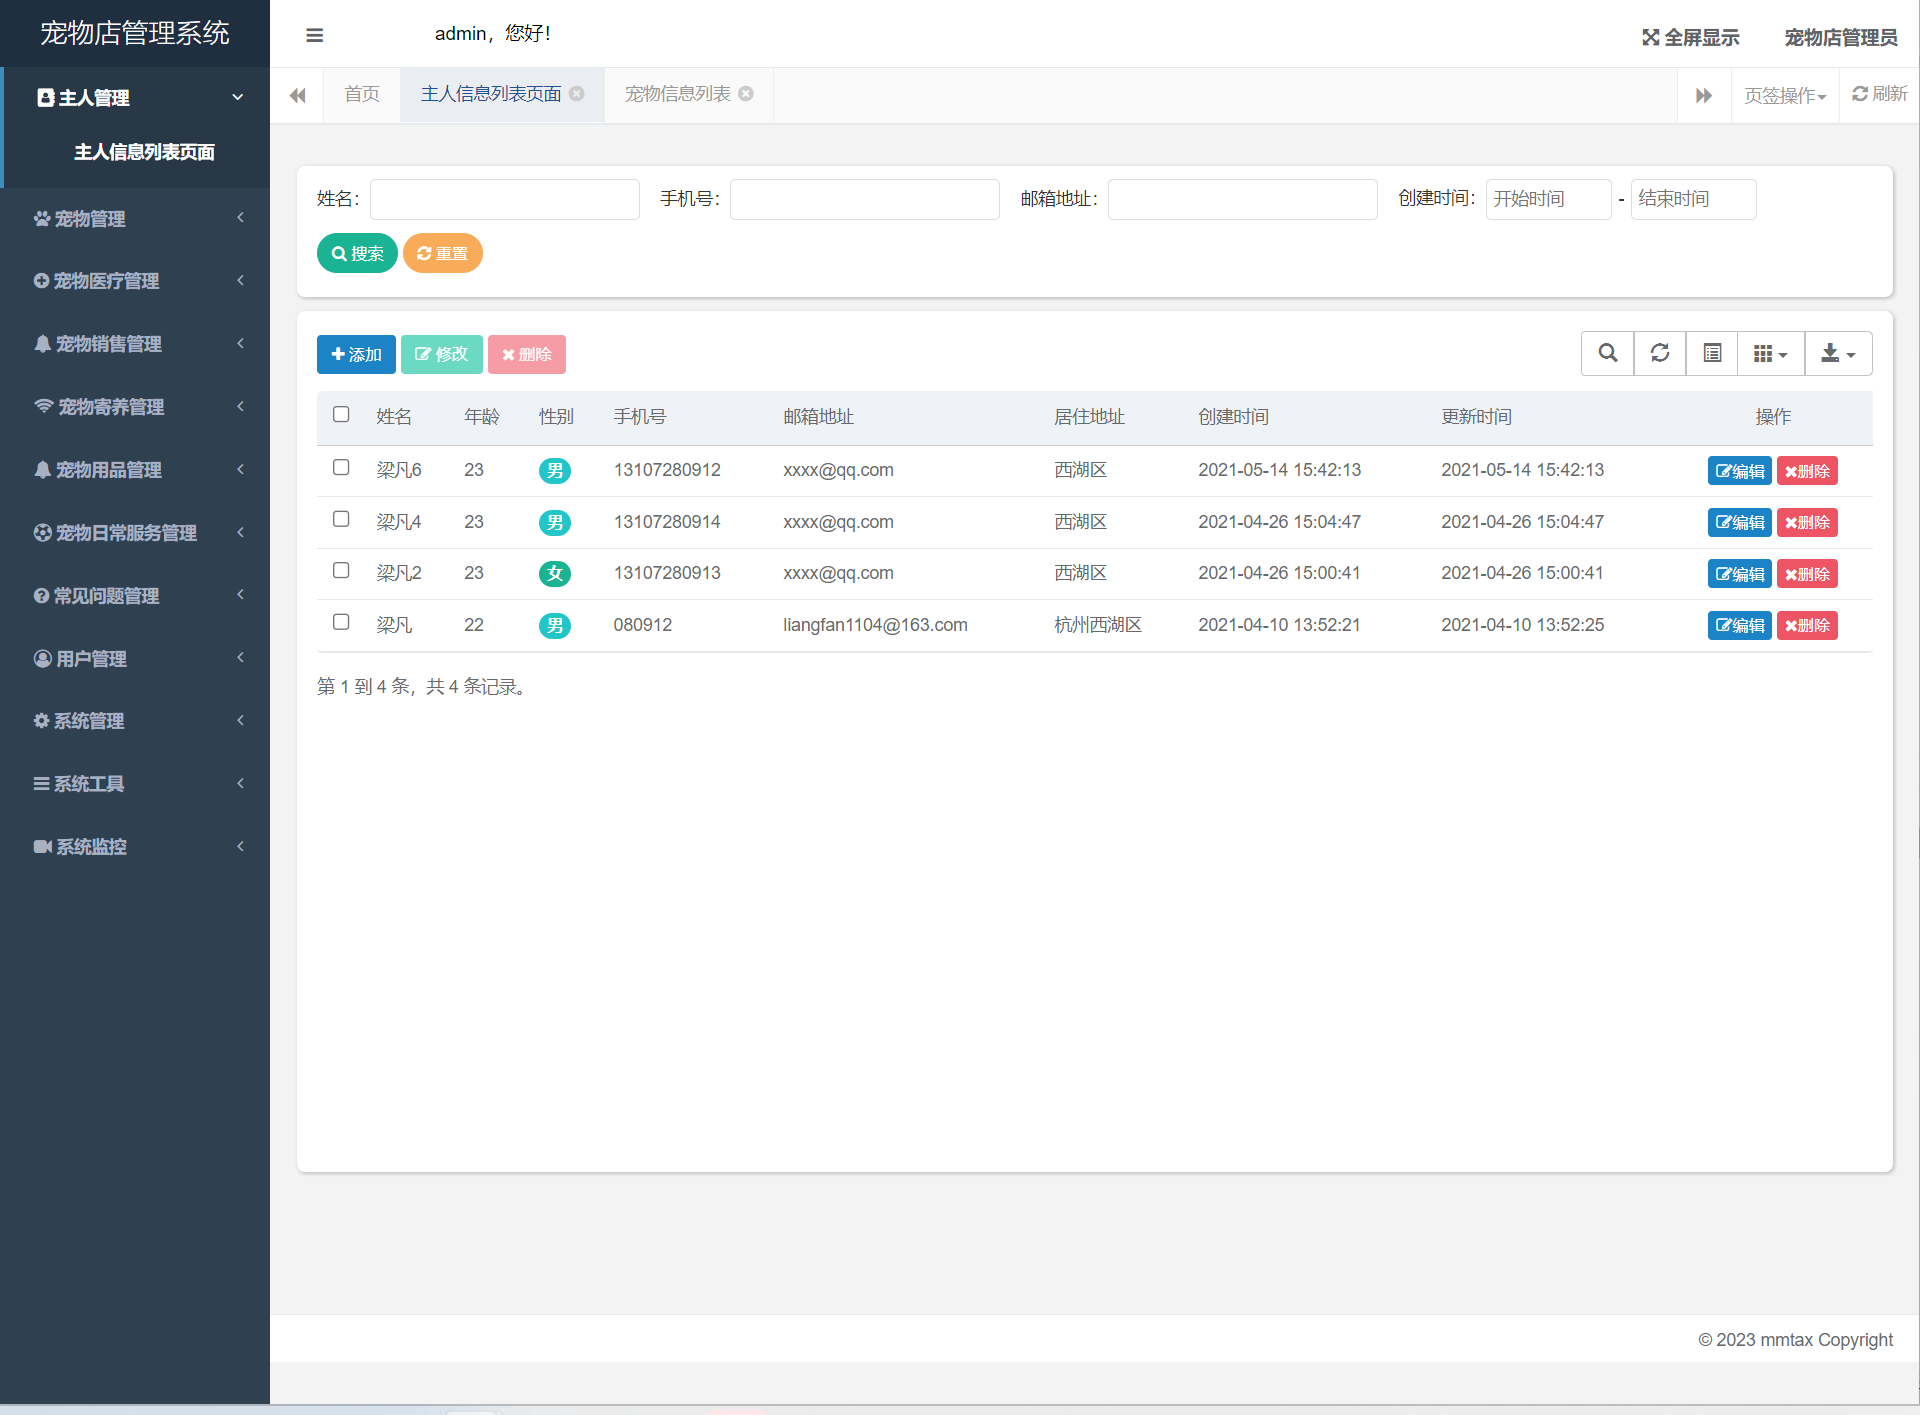 宠物店管理系统
admin，您好！
全屏显示
宠物店管理员
主人管理
主人信息列表页面
宠物管理
宠物医疗管理
宠物销售管理
宠物寄养管理
宠物用品管理
宠物日常服务管理
常见问题管理
用户管理
系统管理
系统工具
系统监控
首页 主人信息列表页面 宠物信息列表 页签操作 刷新
姓名： 手机号： 邮箱地址： 创建时间： 开始时间 - 结束时间
搜索 重置
添加 修改 删除
姓名 年龄 性别 手机号 邮箱地址 居住地址 创建时间 更新时间 操作
梁凡6 23 男 13107280912 xxxx@qq.com 西湖区 2021-05-14 15:42:13 2021-05-14 15:42:13 编辑 删除
梁凡4 23 男 13107280914 xxxx@qq.com 西湖区 2021-04-26 15:04:47 2021-04-26 15:04:47 编辑 删除
梁凡2 23 女 13107280913 xxxx@qq.com 西湖区 2021-04-26 15:00:41 2021-04-26 15:00:41 编辑 删除
梁凡 22 男 080912 liangfan1104@163.com 杭州西湖区 2021-04-10 13:52:21 2021-04-10 13:52:25 编辑 删除
第 1 到 4 条，共 4 条记录。
© 2023 mmtax Copyright